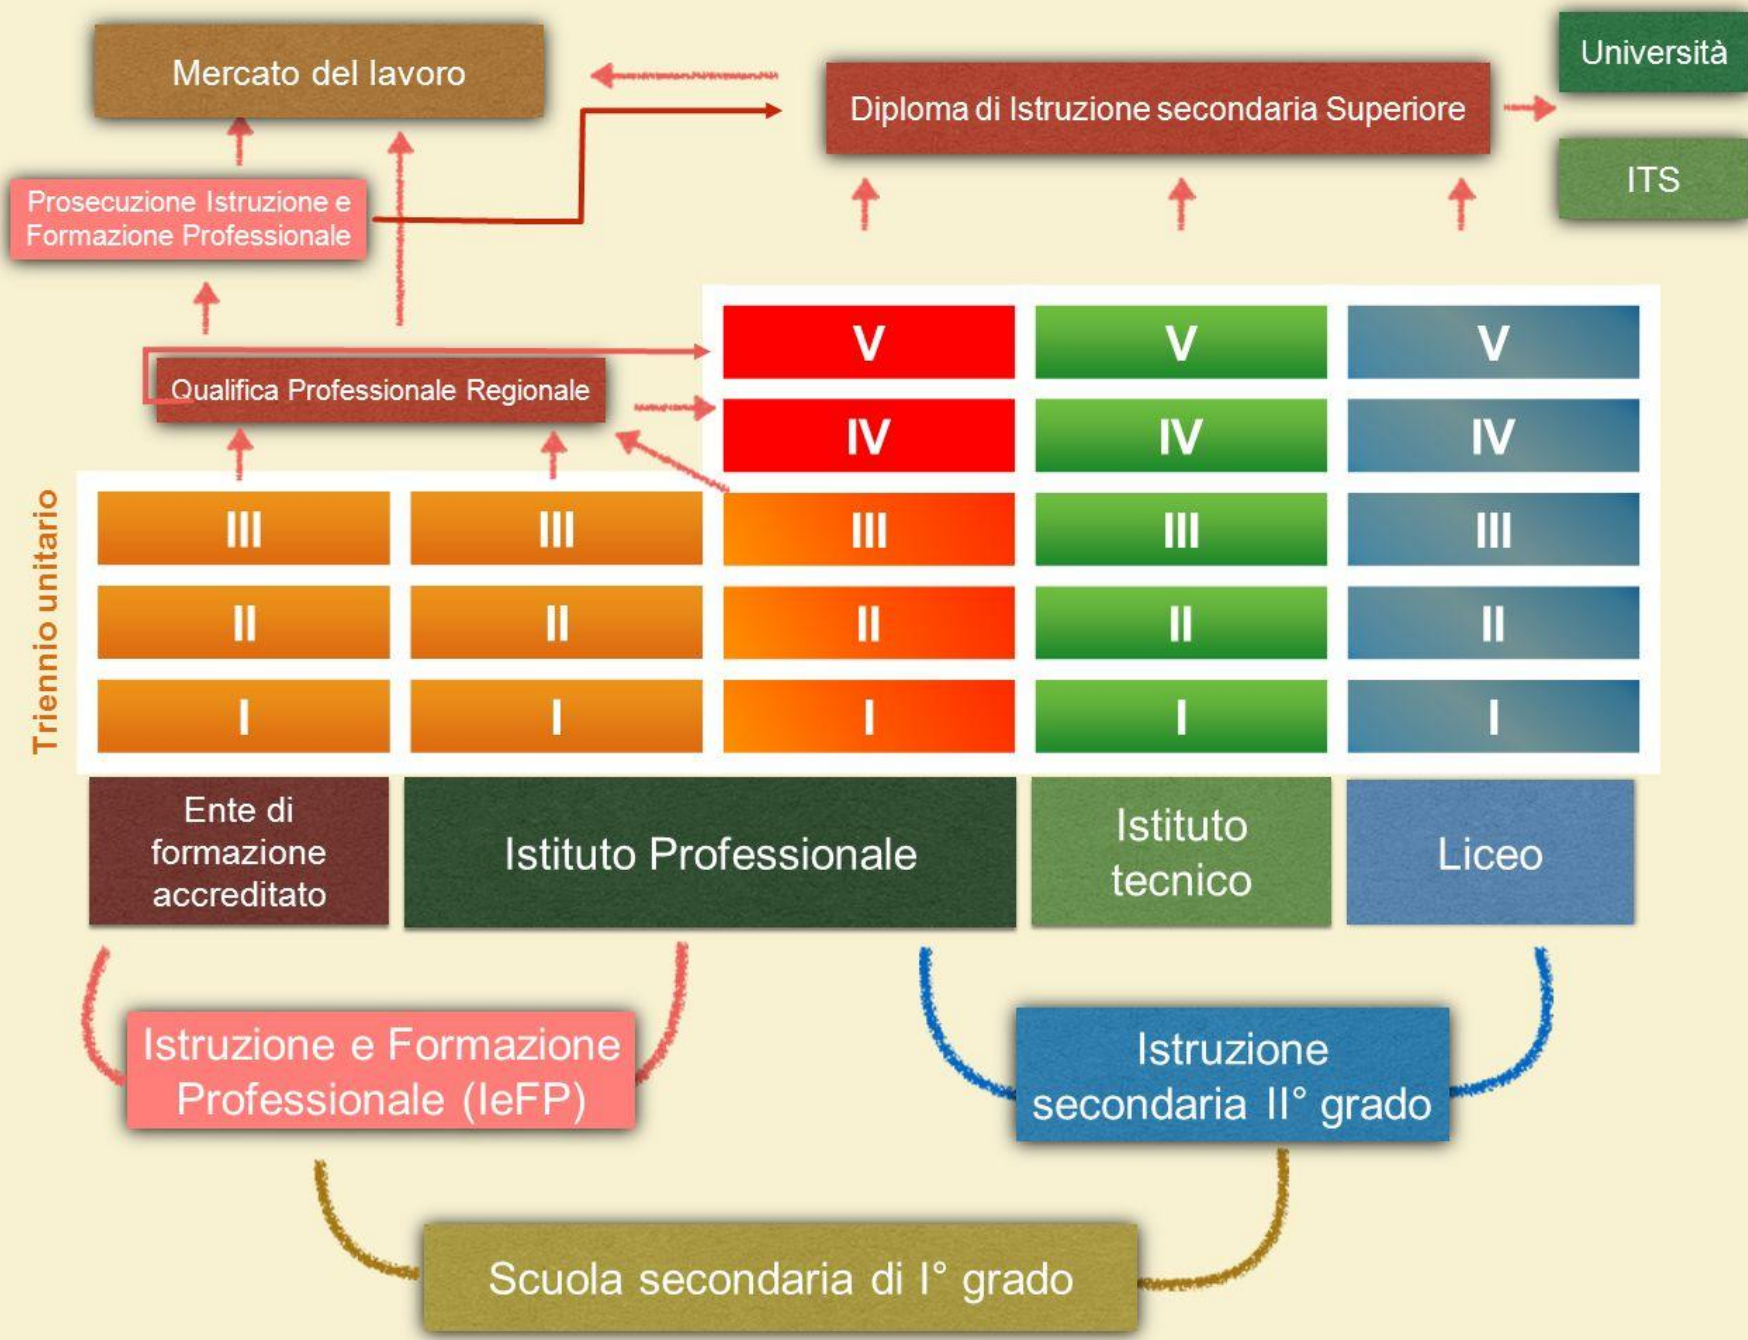 Mercato del lavoro
Diploma di Istruzione secondaria Superiore
Università
ITS
Prosecuzione Istruzione e
Formazione Professionale
Qualifica Professionale Regionale
V V V
IV IV IV
III III III III III
II II II II II
I I I I I
Triennio unitario
Ente di
formazione
accreditato
Istituto Professionale
Istituto
tecnico
Liceo
Istruzione e Formazione
Professionale (IeFP)
Istruzione
secondaria II° grado
Scuola secondaria di I° grado